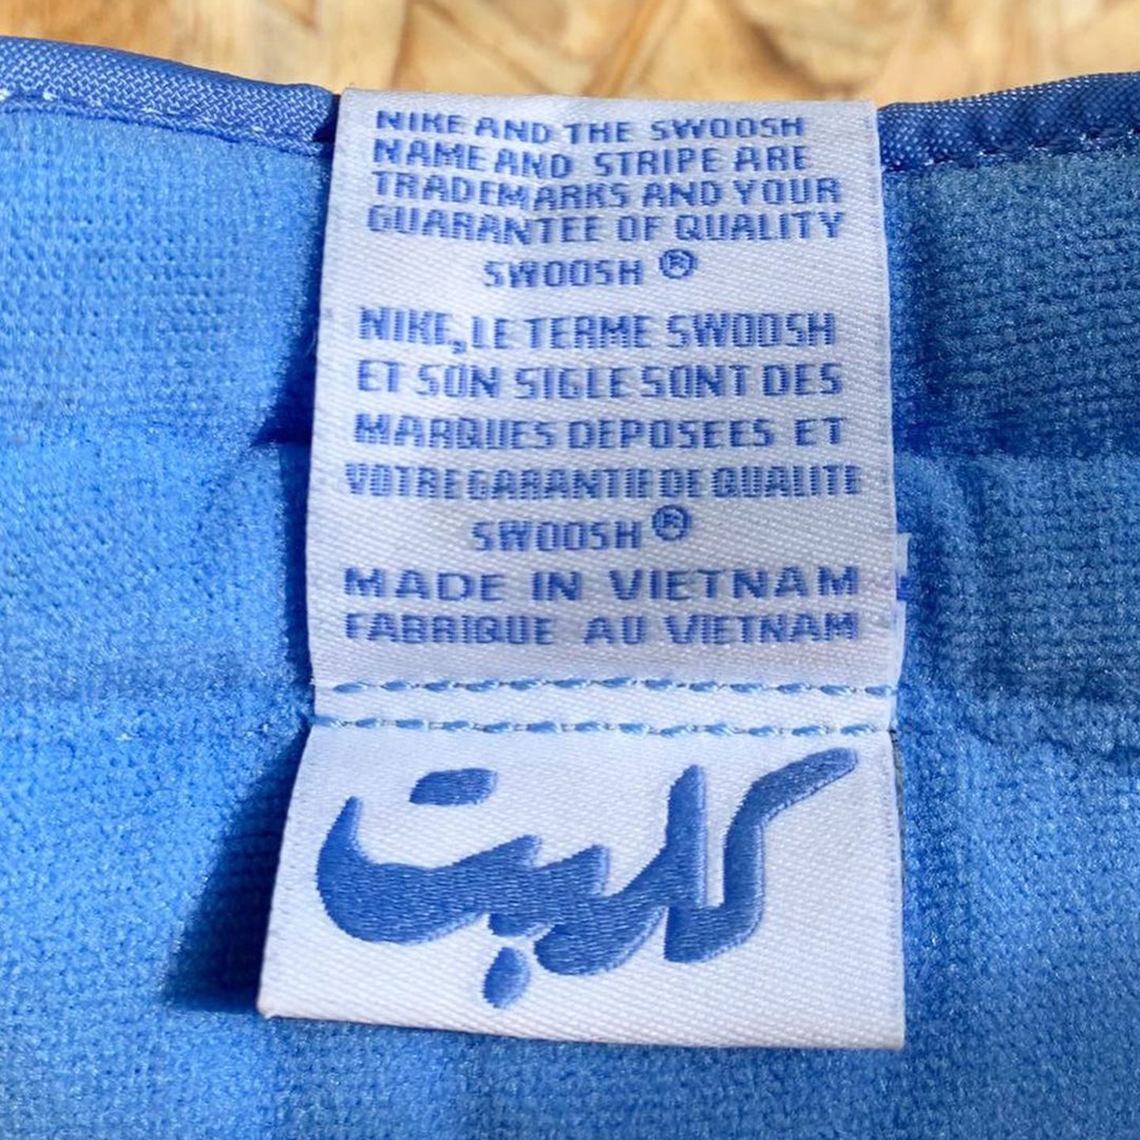 NIKE AND THE SWOOSH
NAME AND STRIPE ARE
TRADEMARKS AND YOUR
GUARANTEE OF QUALITY
SWOOSH ®
NIKE, LE TERME SWOOSH
ET SON SIGLE SONT DES
MARQUES DEPOSEES ET
VOTRE GARANTIE DE QUALITE
SWOOSH ®
MADE IN VIETNAM
FABRIQUE AU VIETNAM